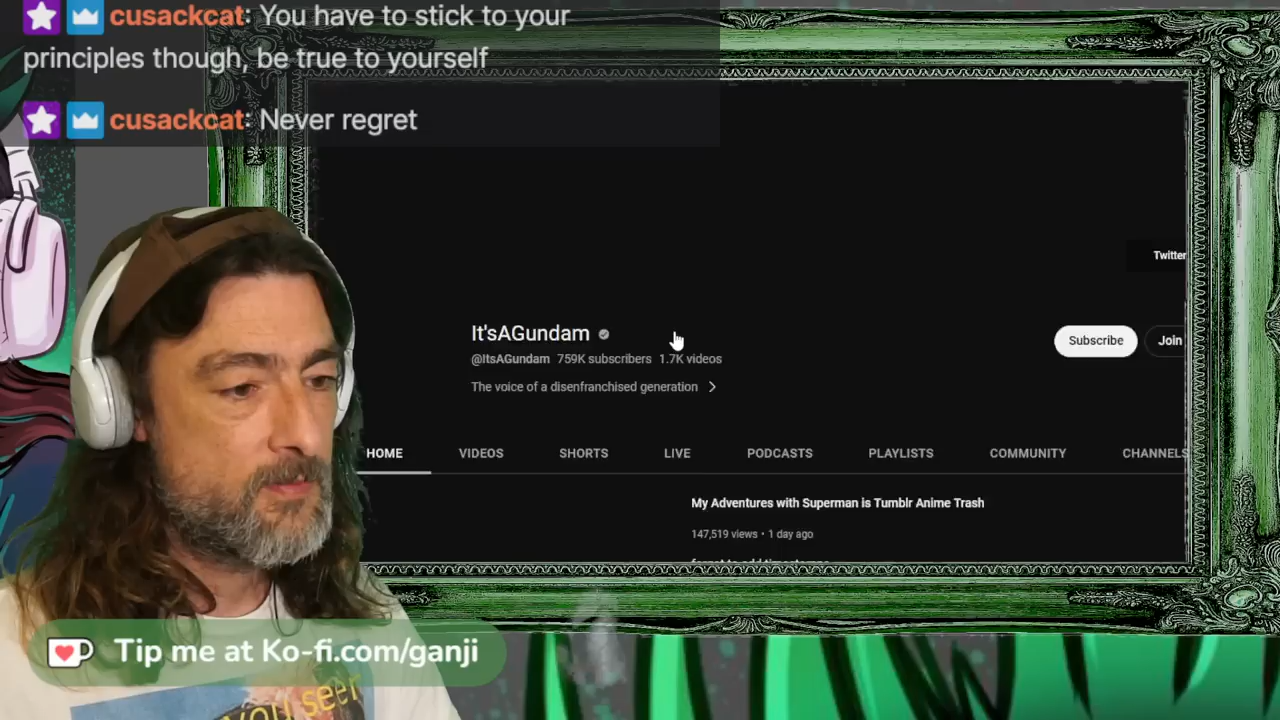 cusackcat: You have to stick to your
principles though, be true to yourself
cusackcat: Never regret
Twitter
It'sAGundam
@ItsAGundam 759K subscribers 1.7K videos
Subscribe
Join
The voice of a disenfranchised generation
HOME VIDEOS SHORTS LIVE PODCASTS PLAYLISTS COMMUNITY CHANNELS
My Adventures with Superman is Tumblr Anime Trash
147,519 views • 1 day ago
Tip me at Ko-fi.com/ganji
you seen